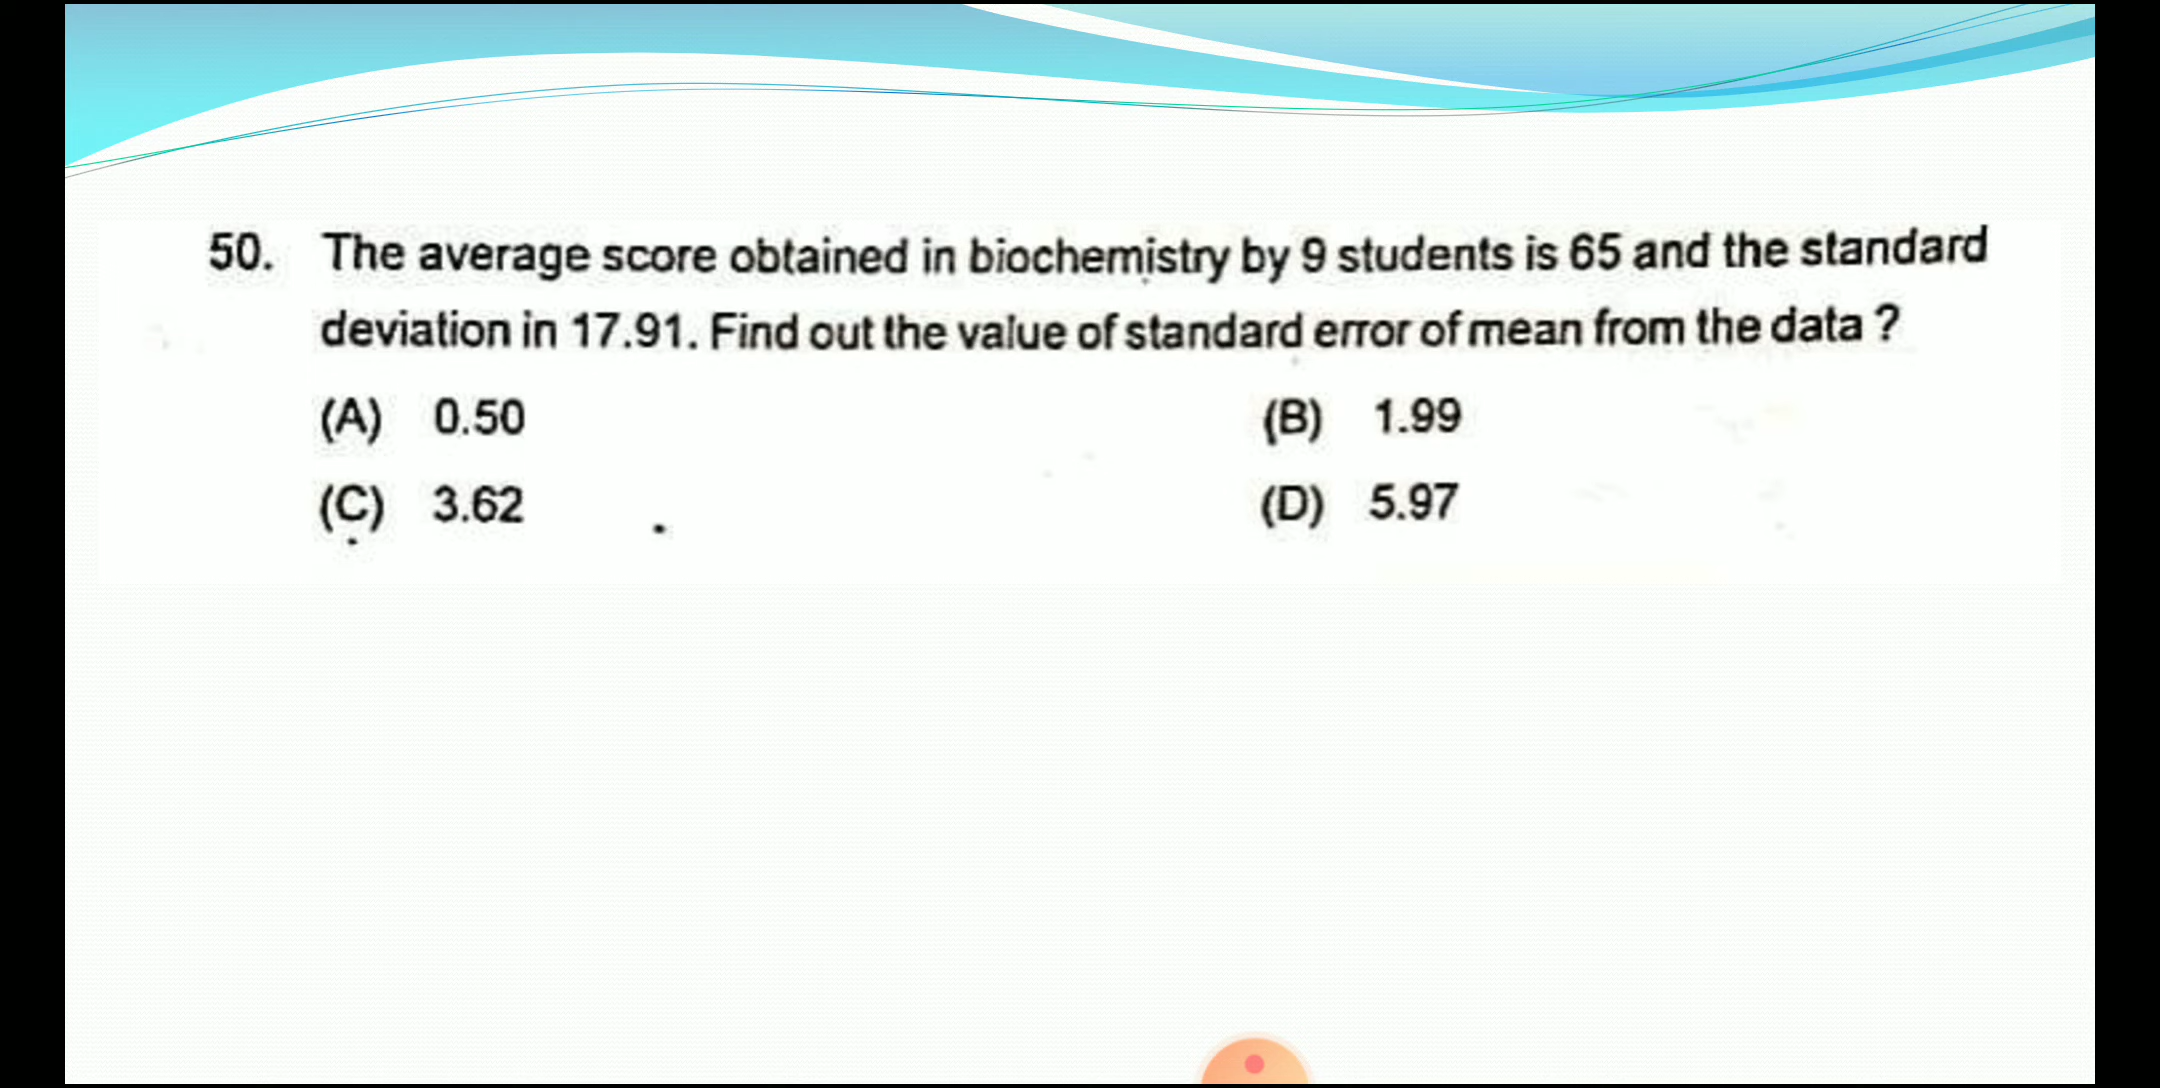 50. The average score obtained in biochemistry by 9 students is 65 and the standard
deviation in 17.91. Find out the value of standard error of mean from the data ?
(A) 0.50 (B) 1.99
(C) 3.62 (D) 5.97